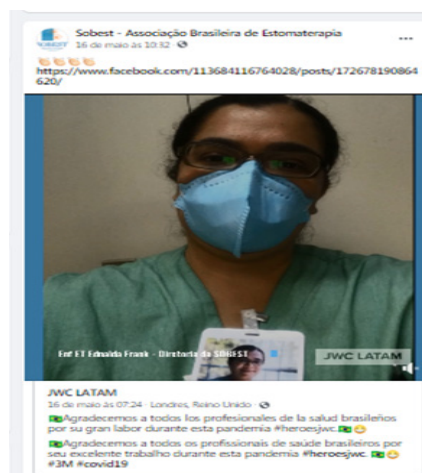 Sobest - Associação Brasileira de Estomaterapia
16 de maio às 10:32
https://www.facebook.com/113684116764028/posts/172678190864
620/
Enf ET Ednalda Frank - Diretoria da SOBEST
JWC LATAM
JWC LATAM
16 de maio às 07:24 · Londres, Reino Unido
Agradecemos a todos los profesionales de la salud brasileños
por su gran labor durante esta pandemia #heroesjwc.
Agradecemos a todos os profissionais de saúde brasileiros por
seu excelente trabalho durante esta pandemia #heroesjwc.
#3M #covid19